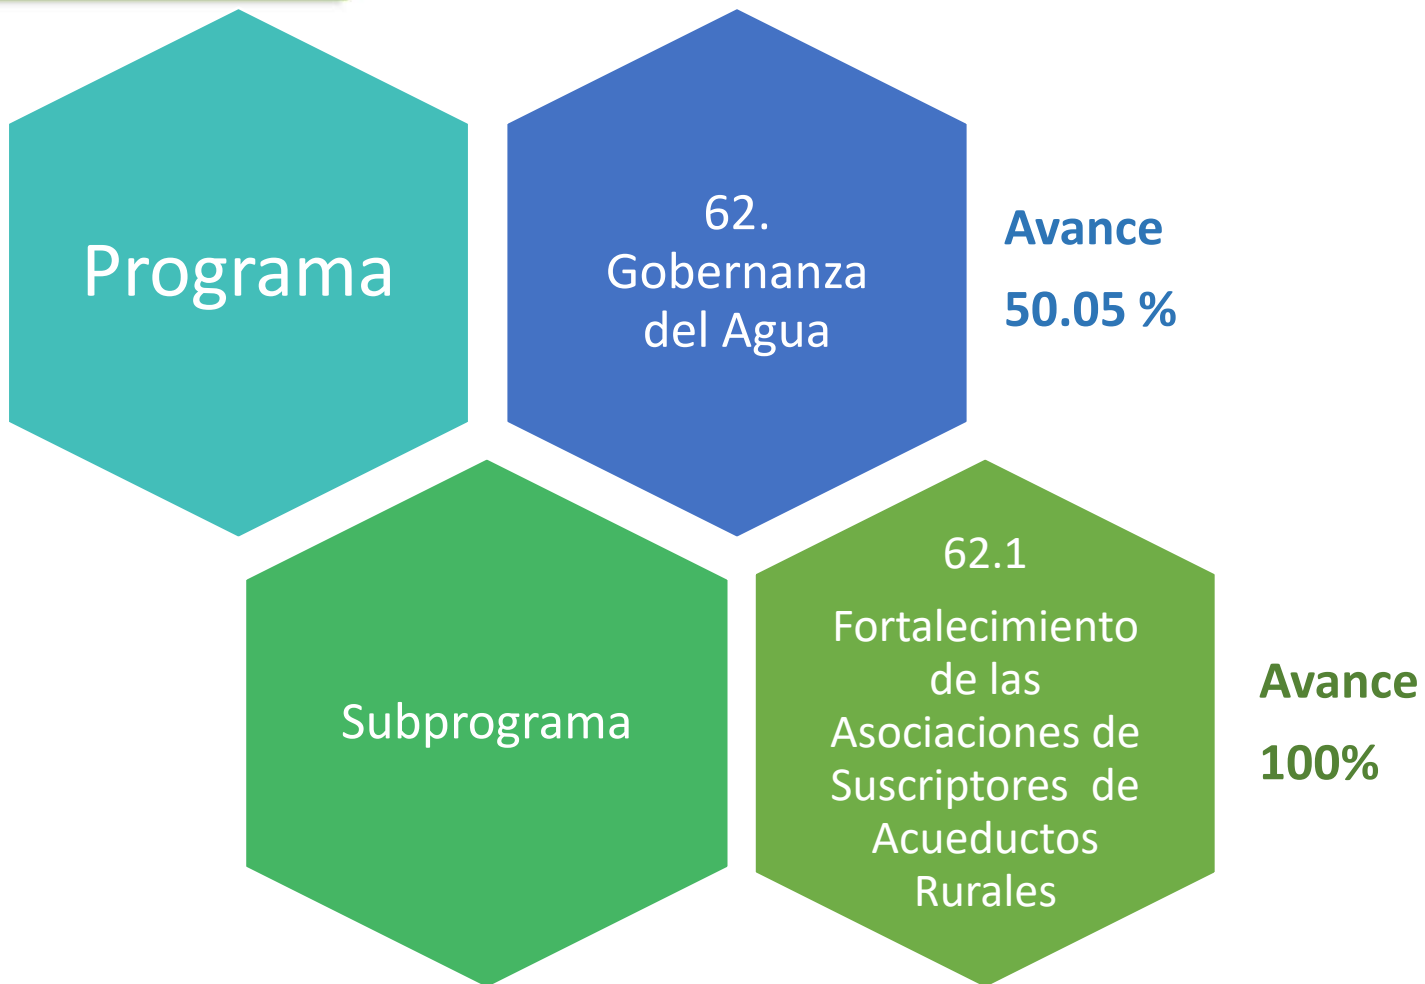 Programa
62.
Gobernanza
del Agua
Avance
50.05 %
Subprograma
62.1
Fortalecimiento
de las
Asociaciones de
Suscriptores de
Acueductos
Rurales
Avance
100%